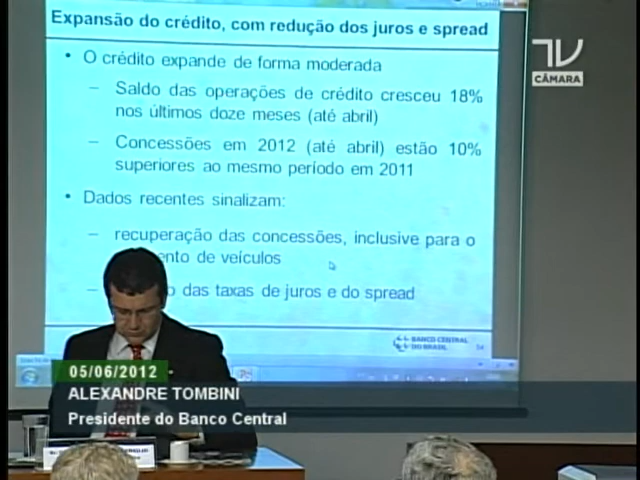 Expansão do crédito, com redução dos juros e spread
• O crédito expande de forma moderada
– Saldo das operações de crédito cresceu 18%
nos últimos doze meses (até abril)
– Concessões em 2012 (até abril) estão 10%
superiores ao mesmo período em 2011
• Dados recentes sinalizam:
– recuperação das concessões, inclusive para o
ento de veículos
– das taxas de juros e do spread
BANCO CENTRAL
DO BRASIL
54
TV
CÂMARA
05/06/2012
ALEXANDRE TOMBINI
Presidente do Banco Central